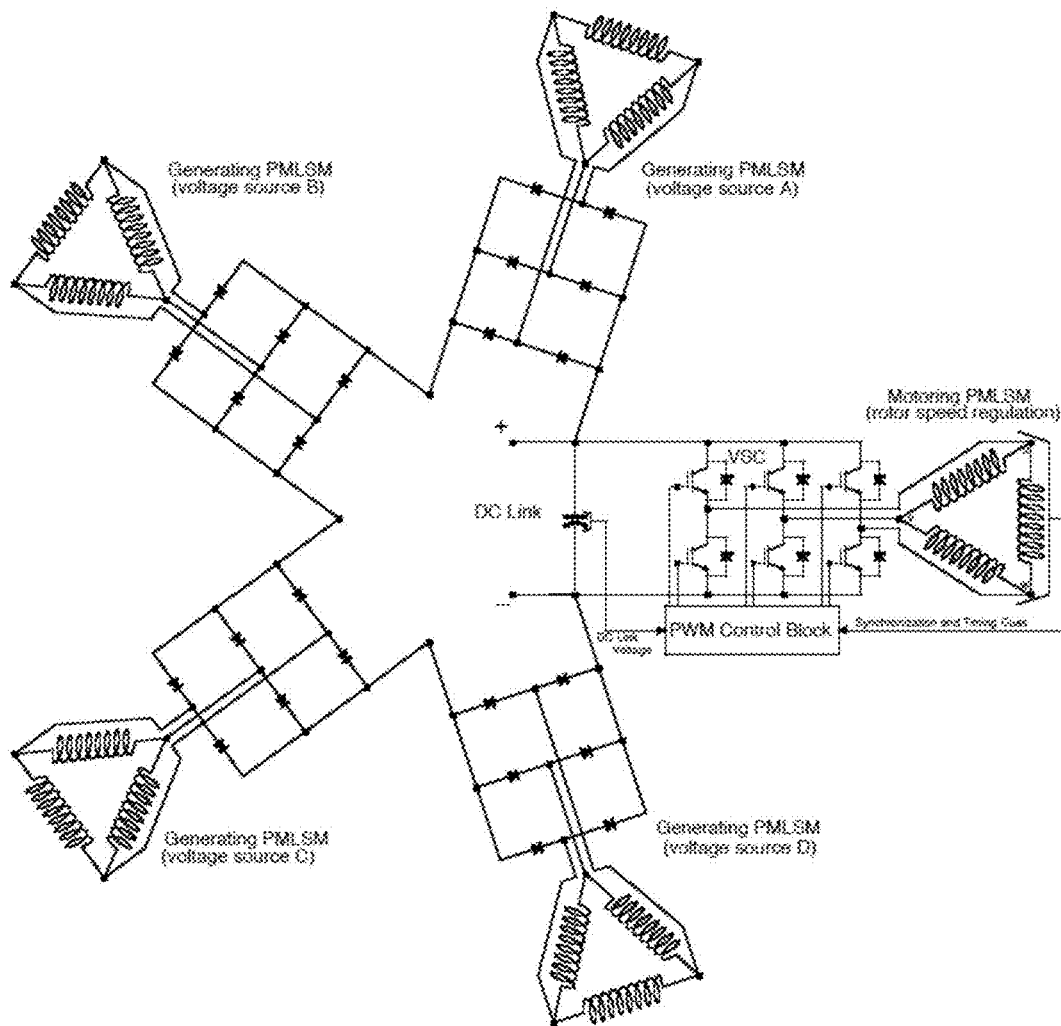 Generating PMLSM
(voltage source A)
Generating PMLSM
(voltage source B)
Motoring PMLSM
(rotor speed regulation)
+
VSC
DC Link
–
PWM Control Block
DC Link
Voltage
Synchronization and Timing Cues
Generating PMLSM
(voltage source C)
Generating PMLSM
(voltage source D)